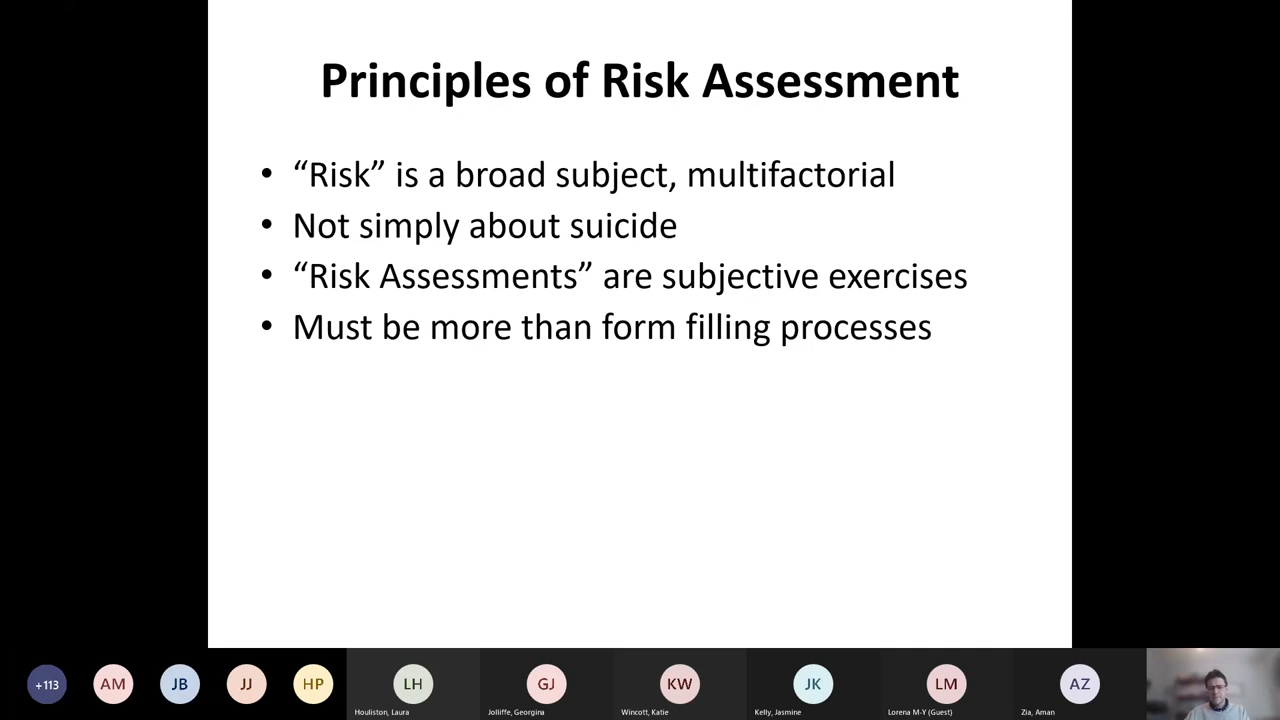 Principles of Risk Assessment
• “Risk” is a broad subject, multifactorial
• Not simply about suicide
• “Risk Assessments” are subjective exercises
• Must be more than form filling processes
+113
AM
JB
JJ
HP
LH
Houliston, Laura
GJ
Jolliffe, Georgina
KW
Wincott, Katie
JK
Kelly, Jasmine
LM
Lorena M-Y (Guest)
AZ
Zia, Aman